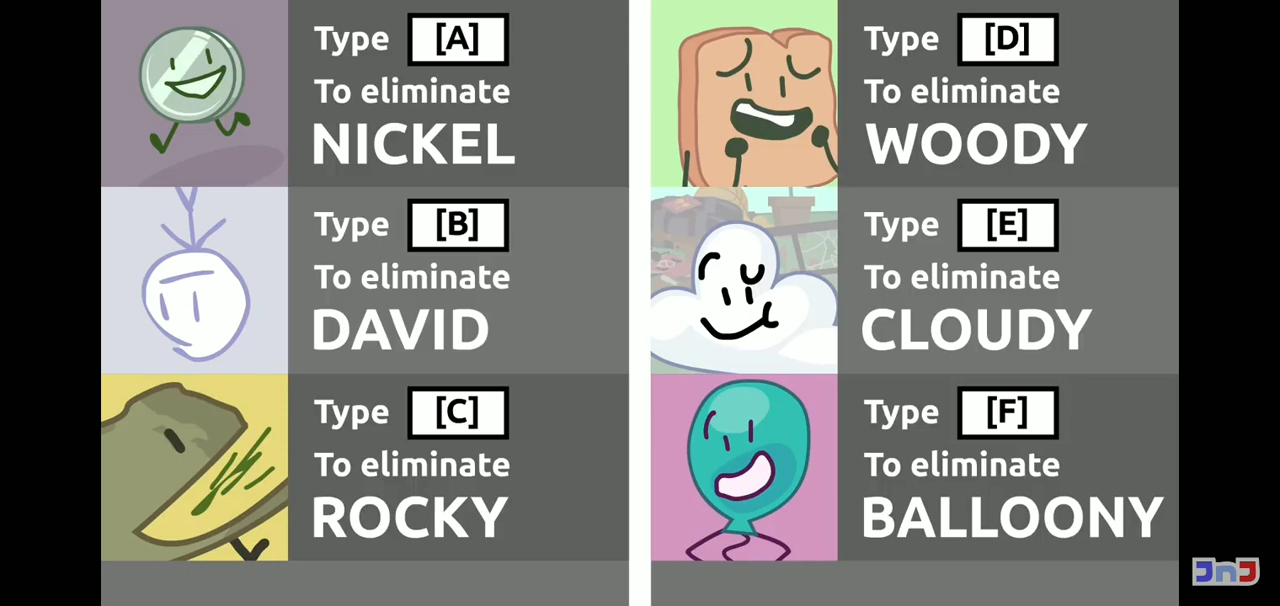 Type [A]
To eliminate
NICKEL
Type [B]
To eliminate
DAVID
Type [C]
To eliminate
ROCKY
Type [D]
To eliminate
WOODY
Type [E]
To eliminate
CLOUDY
Type [F]
To eliminate
BALLOONY
JnJ